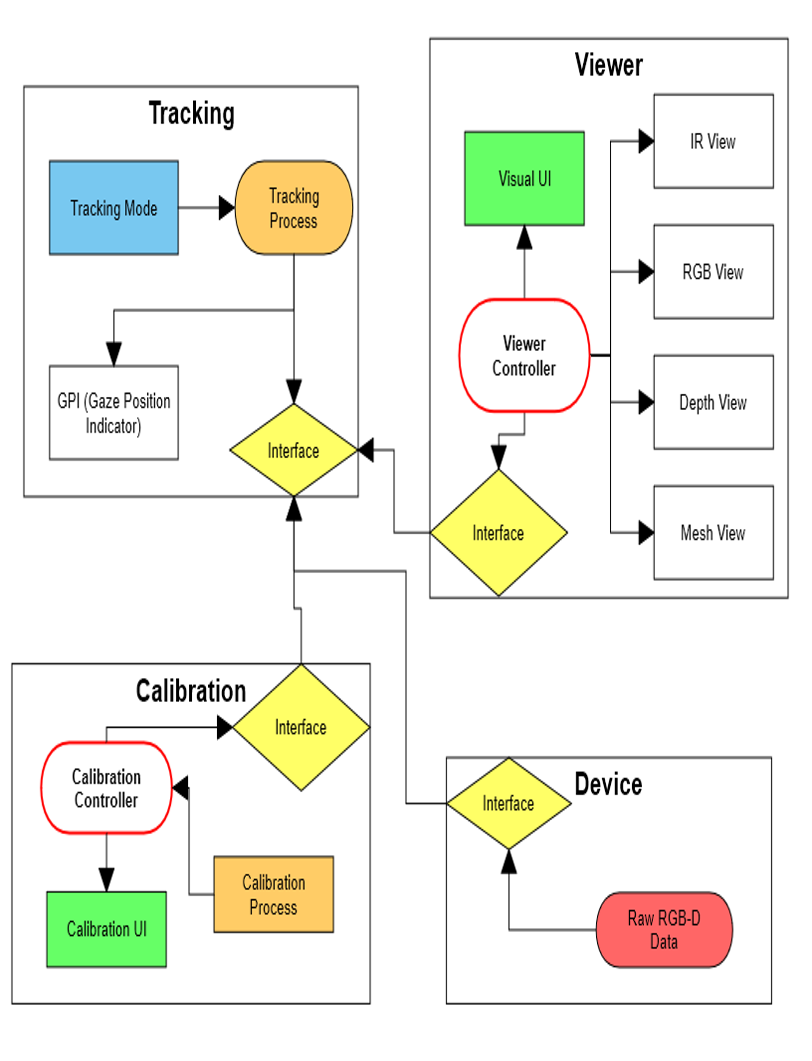 Tracking
Tracking Mode
Tracking
Process
GPI (Gaze Position
Indicator)
Interface
Viewer
Visual UI
IR View
RGB View
Viewer
Controller
Depth View
Interface
Mesh View
Calibration
Interface
Calibration
Controller
Calibration
Process
Calibration UI
Device
Interface
Raw RGB-D
Data